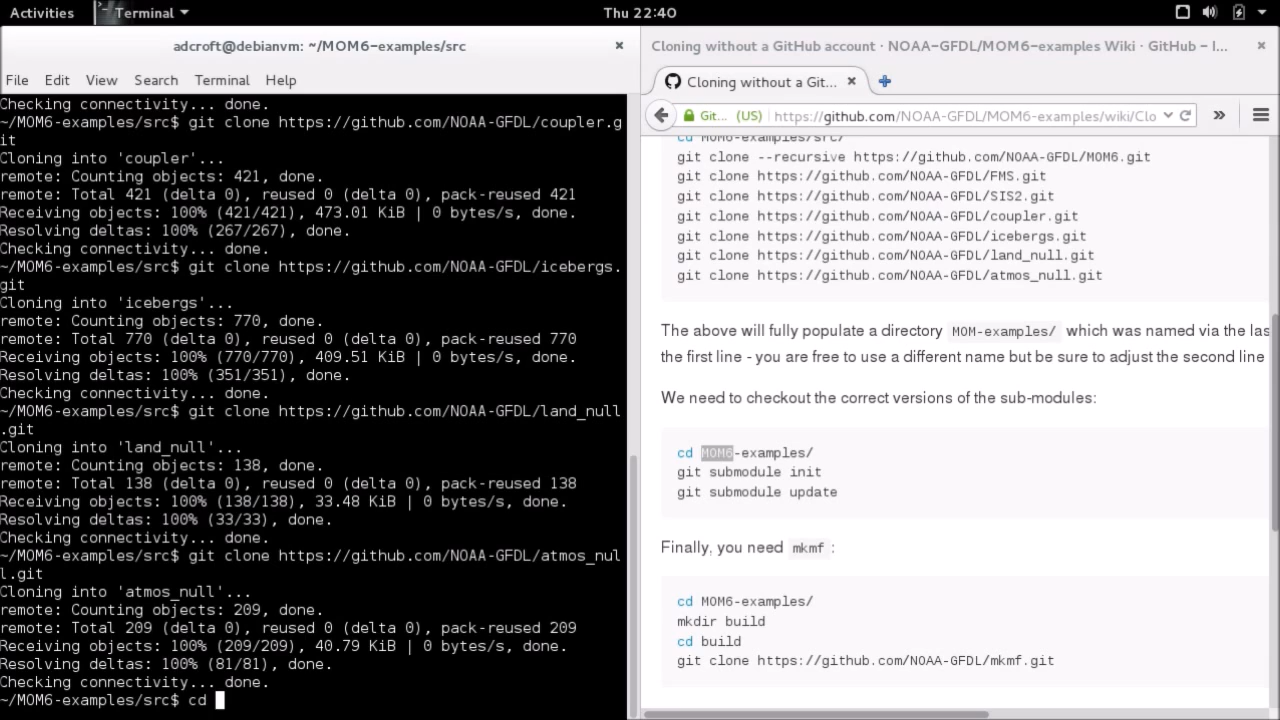 Activities
Terminal
Thu 22:40
adcroft@debianvm: ~/MOM6-examples/src
File Edit View Search Terminal Help
Checking connectivity... done.
~/MOM6-examples/src$ git clone https://github.com/NOAA-GFDL/coupler.g
it
Cloning into 'coupler'...
remote: Counting objects: 421, done.
remote: Total 421 (delta 0), reused 0 (delta 0), pack-reused 421
Receiving objects: 100% (421/421), 473.01 KiB | 0 bytes/s, done.
Resolving deltas: 100% (267/267), done.
Checking connectivity... done.
~/MOM6-examples/src$ git clone https://github.com/NOAA-GFDL/icebergs.
git
Cloning into 'icebergs'...
remote: Counting objects: 770, done.
remote: Total 770 (delta 0), reused 0 (delta 0), pack-reused 770
Receiving objects: 100% (770/770), 409.51 KiB | 0 bytes/s, done.
Resolving deltas: 100% (351/351), done.
Checking connectivity... done.
~/MOM6-examples/src$ git clone https://github.com/NOAA-GFDL/land_null
.git
Cloning into 'land_null'...
remote: Counting objects: 138, done.
remote: Total 138 (delta 0), reused 0 (delta 0), pack-reused 138
Receiving objects: 100% (138/138), 33.48 KiB | 0 bytes/s, done.
Resolving deltas: 100% (33/33), done.
Checking connectivity... done.
~/MOM6-examples/src$ git clone https://github.com/NOAA-GFDL/atmos_nul
l.git
Cloning into 'atmos_null'...
remote: Counting objects: 209, done.
remote: Total 209 (delta 0), reused 0 (delta 0), pack-reused 209
Receiving objects: 100% (209/209), 40.79 KiB | 0 bytes/s, done.
Resolving deltas: 100% (81/81), done.
Checking connectivity... done.
~/MOM6-examples/src$ cd
Cloning without a GitHub account · NOAA-GFDL/MOM6-examples Wiki · GitHub - I...
Cloning without a Git...
Git... (US) https://github.com/NOAA-GFDL/MOM6-examples/wiki/Clo
cd MOM6-examples/src/
git clone --recursive https://github.com/NOAA-GFDL/MOM6.git
git clone https://github.com/NOAA-GFDL/FMS.git
git clone https://github.com/NOAA-GFDL/SIS2.git
git clone https://github.com/NOAA-GFDL/coupler.git
git clone https://github.com/NOAA-GFDL/icebergs.git
git clone https://github.com/NOAA-GFDL/land_null.git
git clone https://github.com/NOAA-GFDL/atmos_null.git
The above will fully populate a directory MOM-examples/ which was named via the las
the first line - you are free to use a different name but be sure to adjust the second line
We need to checkout the correct versions of the sub-modules:
cd MOM6-examples/
git submodule init
git submodule update
Finally, you need mkmf :
cd MOM6-examples/
mkdir build
cd build
git clone https://github.com/NOAA-GFDL/mkmf.git